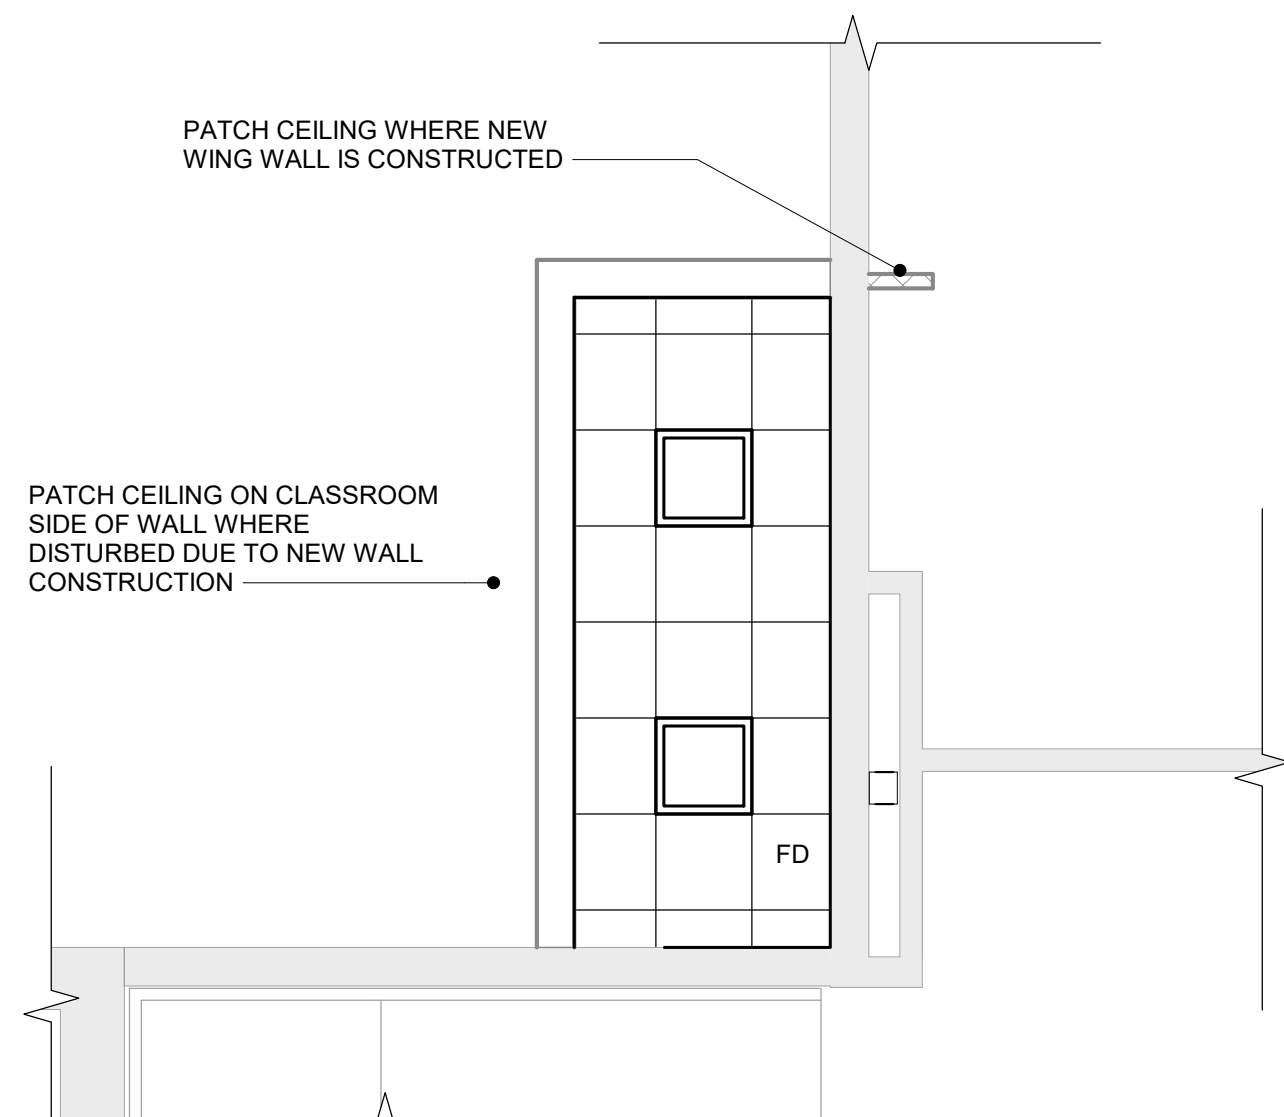 PATCH CEILING WHERE NEW
WING WALL IS CONSTRUCTED
PATCH CEILING ON CLASSROOM
SIDE OF WALL WHERE
DISTURBED DUE TO NEW WALL
CONSTRUCTION
FD